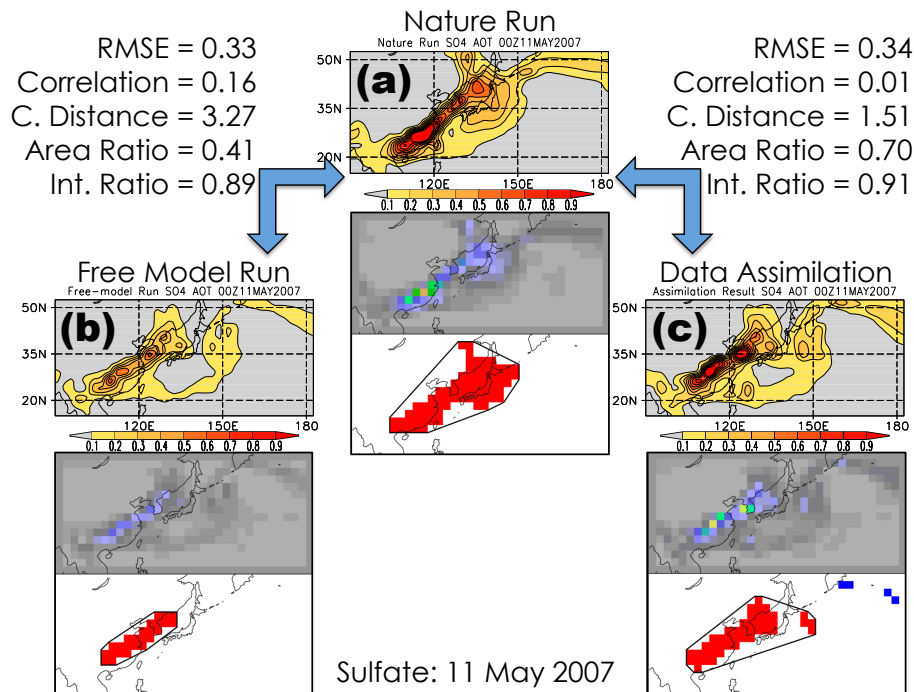 Nature Run
RMSE = 0.33
Correlation = 0.16
C. Distance = 3.27
Area Ratio = 0.41
Int. Ratio = 0.89
Nature Run SO4 AOT 00Z11MAY2007
(a)
50N
35N
20N
120E 150E 180
0.1 0.2 0.3 0.4 0.5 0.6 0.7 0.8 0.9
RMSE = 0.34
Correlation = 0.01
C. Distance = 1.51
Area Ratio = 0.70
Int. Ratio = 0.91
Free Model Run
Free-model Run SO4 AOT 00Z11MAY2007
(b)
50N
35N
20N
120E 150E 180
0.1 0.2 0.3 0.4 0.5 0.6 0.7 0.8 0.9
Data Assimilation
Assimilation Result SO4 AOT 00Z11MAY2007
(c)
50N
35N
20N
120E 150E 180
0.1 0.2 0.3 0.4 0.5 0.6 0.7 0.8 0.9
Sulfate: 11 May 2007